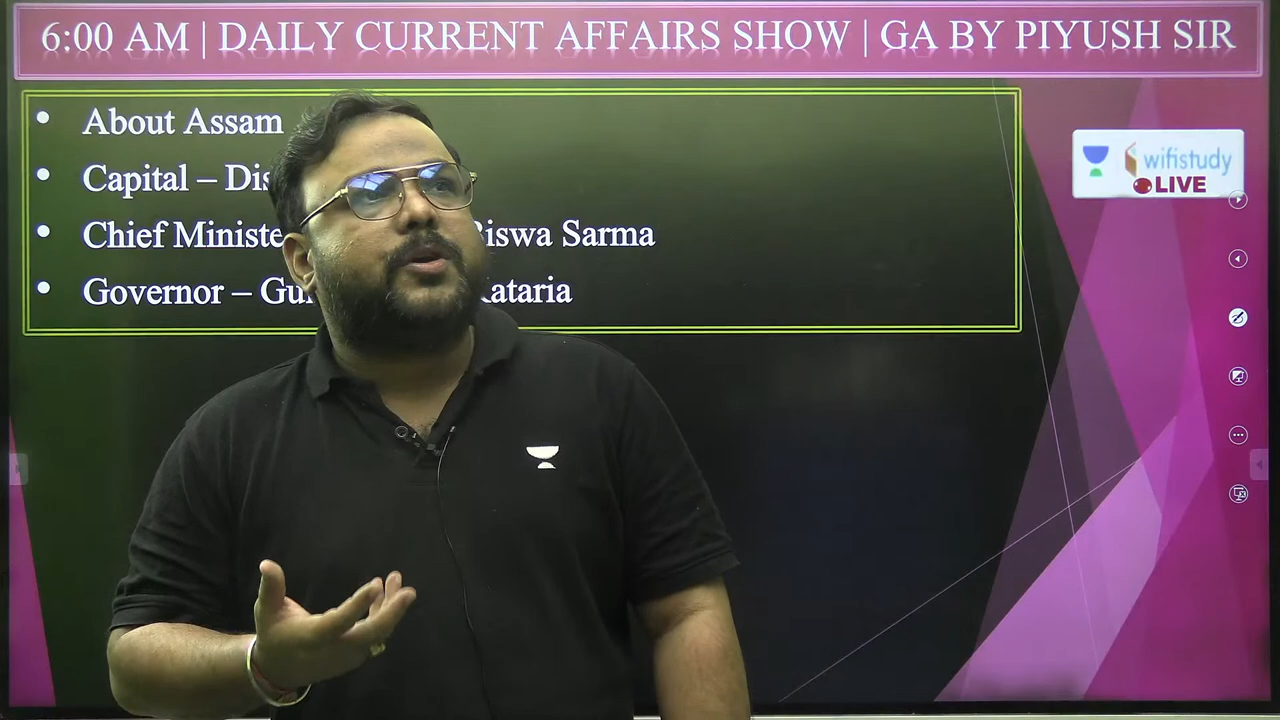 6:00 AM | DAILY CURRENT AFFAIRS SHOW | GA BY PIYUSH SIR
• About Assam
• Capital – Dis
• Chief Ministe Biswa Sarma
• Governor – Gul Kataria
wifistudy
LIVE